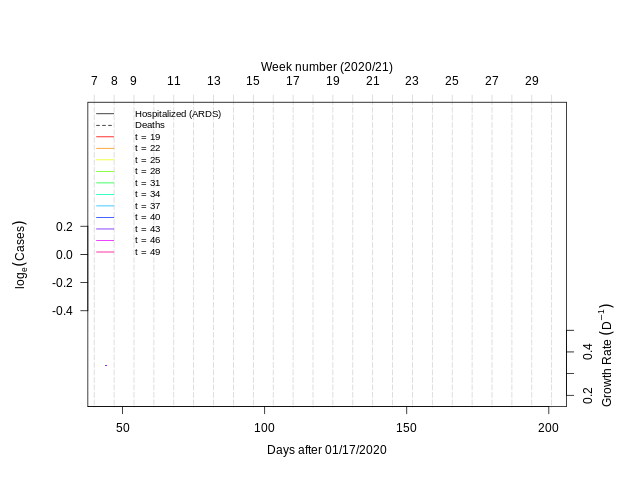 Week number (2020/21)
7 8 9 11 13 15 17 19 21 23 25 27 29
Hospitalized (ARDS)
Deaths
t = 19
t = 22
t = 25
t = 28
t = 31
t = 34
t = 37
t = 40
t = 43
t = 46
t = 49
0.2
0.0
-0.2
-0.4
logₑ(Cases)
0.4
0.2
Growth Rate (D⁻¹)
50 100 150 200
Days after 01/17/2020